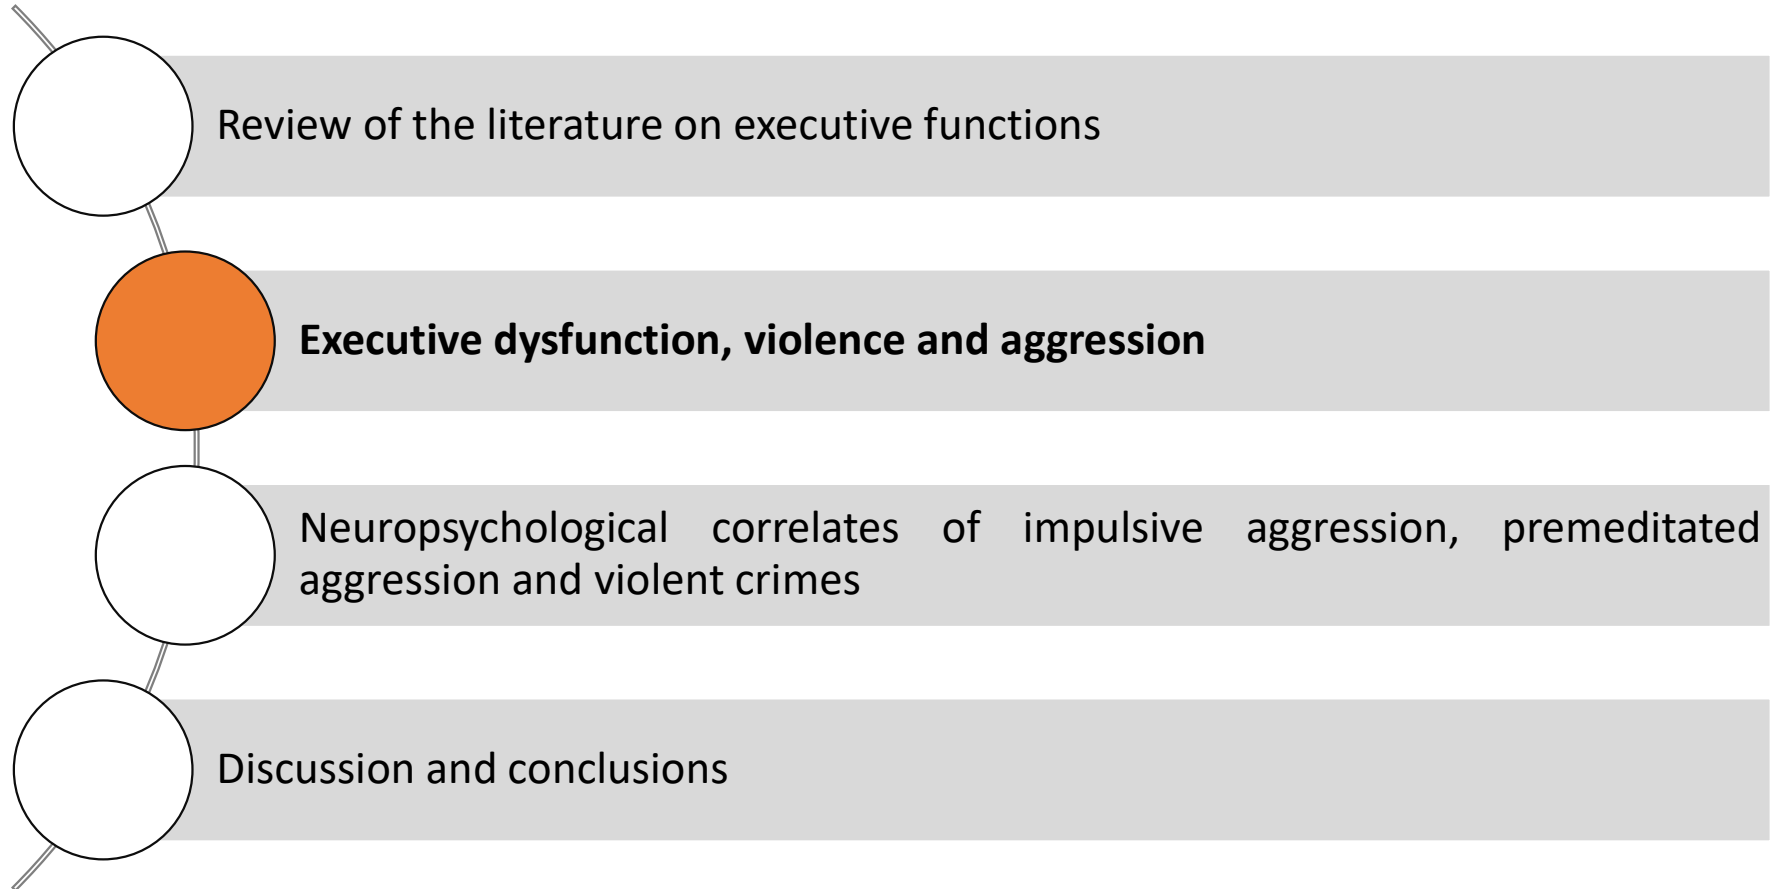 Review of the literature on executive functions
Executive dysfunction, violence and aggression
Neuropsychological correlates of impulsive aggression, premeditated
aggression and violent crimes
Discussion and conclusions